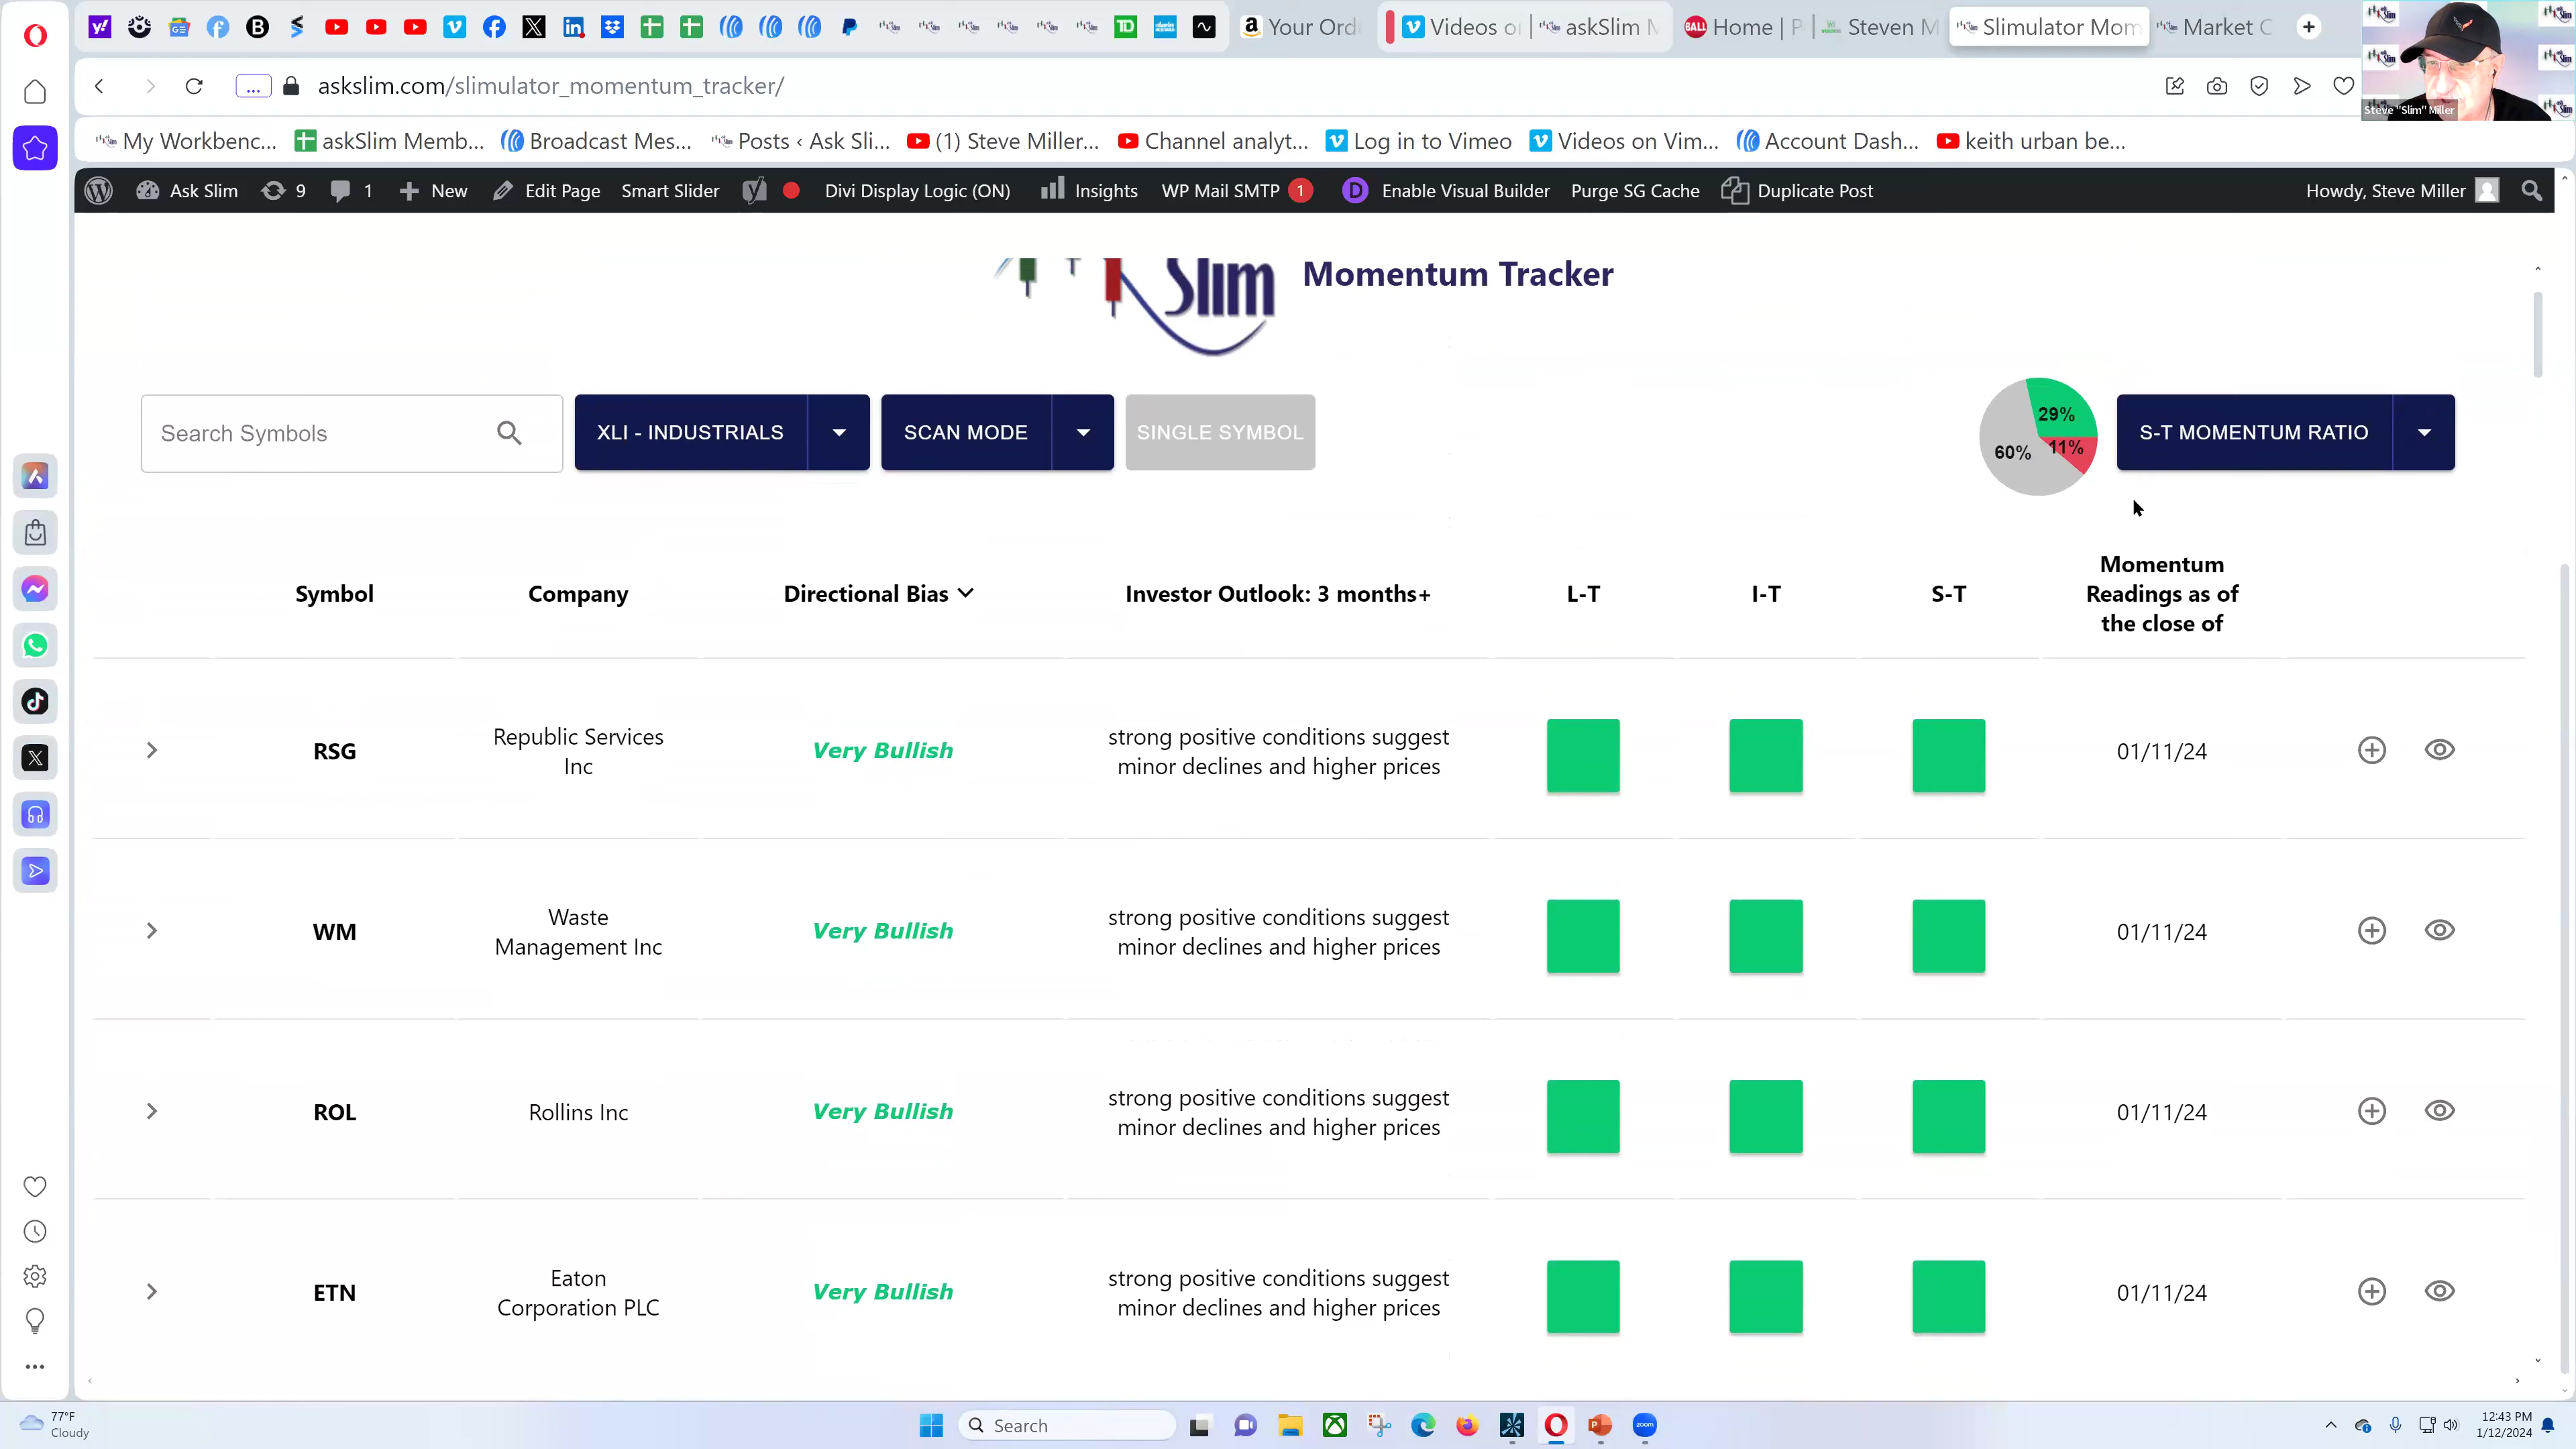 Your Ord
Videos o
askSlim M
BALL
Home | P
Steven M
Slimulator Mom
Market C
askslim.com/slimulator_momentum_tracker/
Steve "Slim" Miller
My Workbenc...
askSlim Memb...
Broadcast Mes...
Posts ‹ Ask Sli...
(1) Steve Miller...
Channel analyt...
Log in to Vimeo
Videos on Vim...
Account Dash...
keith urban be...
Ask Slim
9
1
New
Edit Page
Smart Slider
Divi Display Logic (ON)
Insights
WP Mail SMTP 1
Enable Visual Builder
Purge SG Cache
Duplicate Post
Howdy, Steve Miller
Slim
Momentum Tracker
Search Symbols
XLI - INDUSTRIALS
SCAN MODE
SINGLE SYMBOL
29%
60%
11%
S-T MOMENTUM RATIO
Symbol
Company
Directional Bias
Investor Outlook: 3 months+
L-T
I-T
S-T
Momentum
Readings as of
the close of
RSG
Republic Services
Inc
Very Bullish
strong positive conditions suggest
minor declines and higher prices
01/11/24
WM
Waste
Management Inc
Very Bullish
strong positive conditions suggest
minor declines and higher prices
01/11/24
ROL
Rollins Inc
Very Bullish
strong positive conditions suggest
minor declines and higher prices
01/11/24
ETN
Eaton
Corporation PLC
Very Bullish
strong positive conditions suggest
minor declines and higher prices
01/11/24
77°F
Cloudy
Search
zoom
12:43 PM
1/12/2024